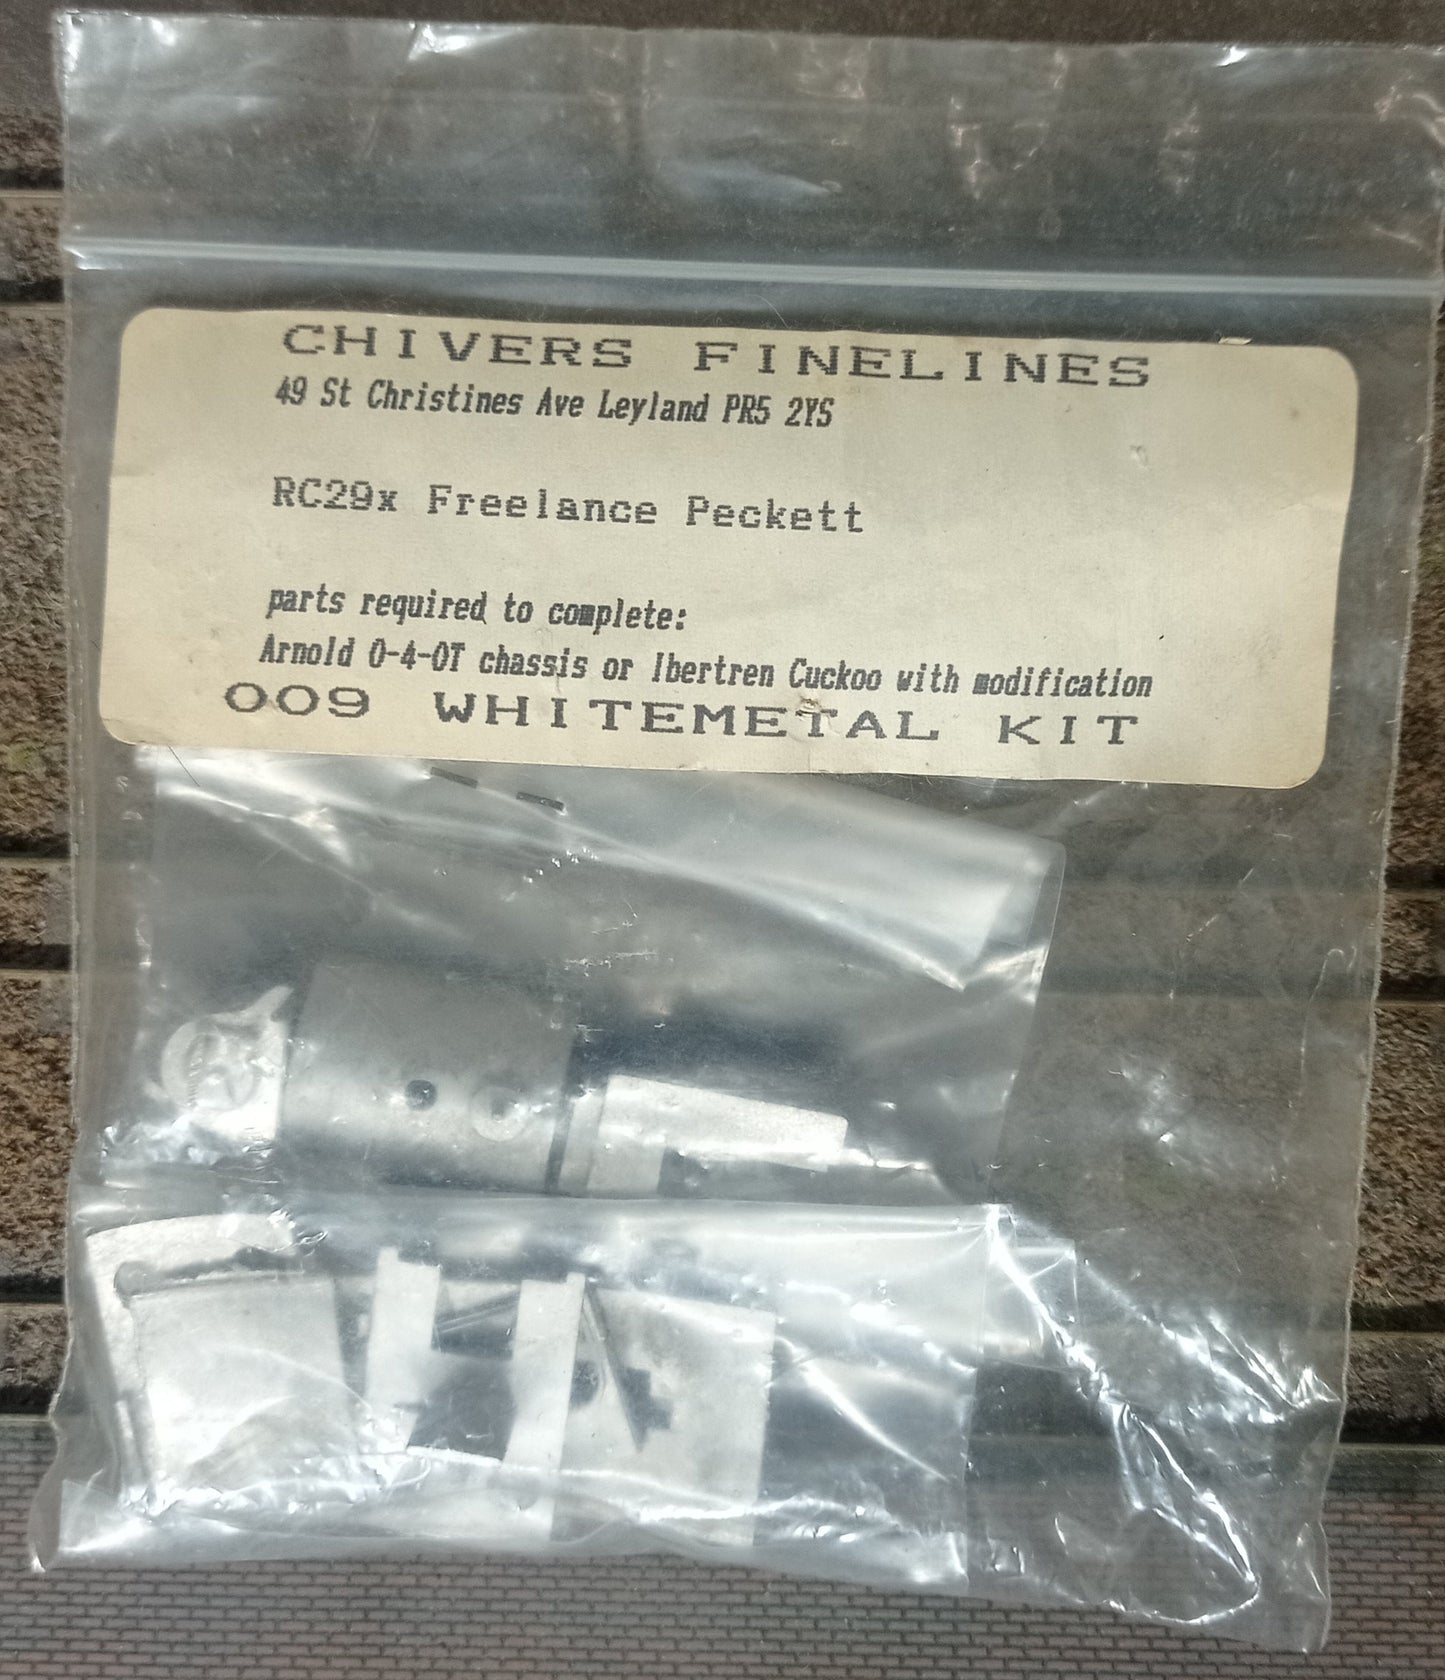 CHIVERS FINELINES
49 St Christines Ave Leyland PR5 2YS
RC29x Freelance Peckett
parts required to complete:
Arnold 0-4-0T chassis or Ibertren Cuckoo with modification
009 WHITEMETAL KIT